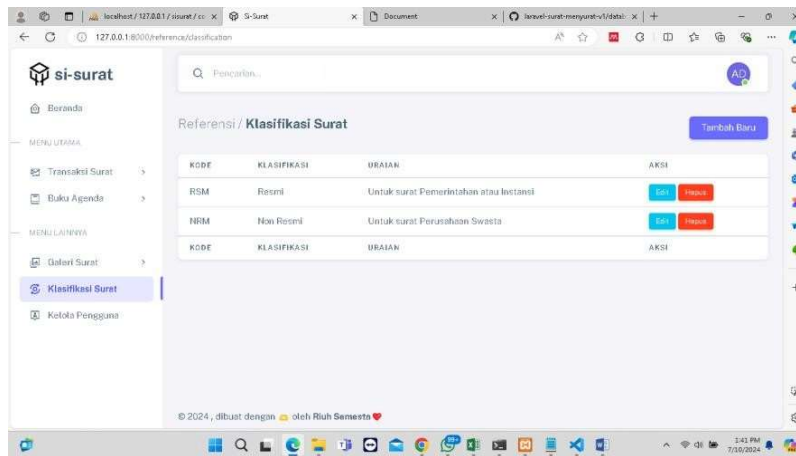 localhost / 127.0.0.1 / sisurat / cc
Si-Surat
Document
laravel-surat-menyurat-v1/datab
127.0.0.1:8000/reference/classification
si-surat
Pencarian...
AD
Beranda
Referensi / Klasifikasi Surat
Tambah Baru
MENU UTAMA
Transaksi Surat
Buku Agenda
MENU LAINNYA
Galeri Surat
Klasifikasi Surat
Kelola Pengguna
KODE KLASIFIKASI URAIAN AKSI
RSM Resmi Untuk surat Pemerintahan atau Instansi Edit Hapus
NRM Non Resmi Untuk surat Perusahaan Swasta Edit Hapus
KODE KLASIFIKASI URAIAN AKSI
© 2024 , dibuat dengan oleh Riuh Semesta
1:41 PM
7/10/2024